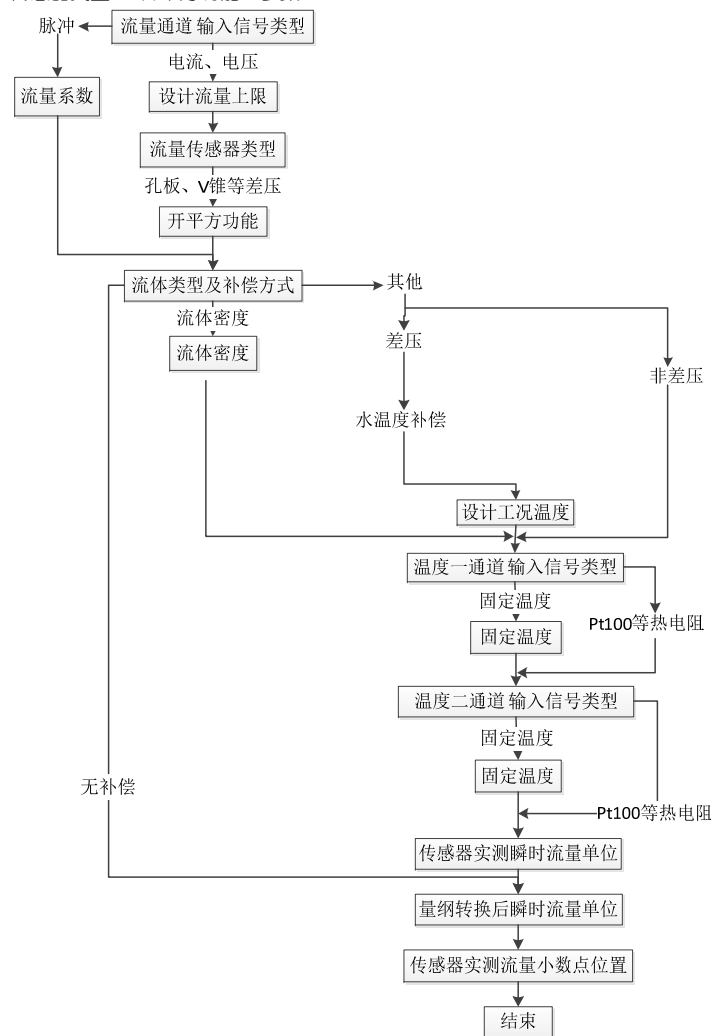 脉冲
流量通道 输入信号类型
电流、电压
流量系数
设计流量上限
流量传感器类型
孔板、V锥等差压
开平方功能
流体类型及补偿方式
其他
流体密度
流体密度
差压
非差压
水温度补偿
设计工况温度
温度一通道 输入信号类型
固定温度
Pt100等热电阻
固定温度
温度二通道 输入信号类型
固定温度
固定温度
无补偿
Pt100等热电阻
传感器实测瞬时流量单位
量纲转换后瞬时流量单位
传感器实测流量小数点位置
结束